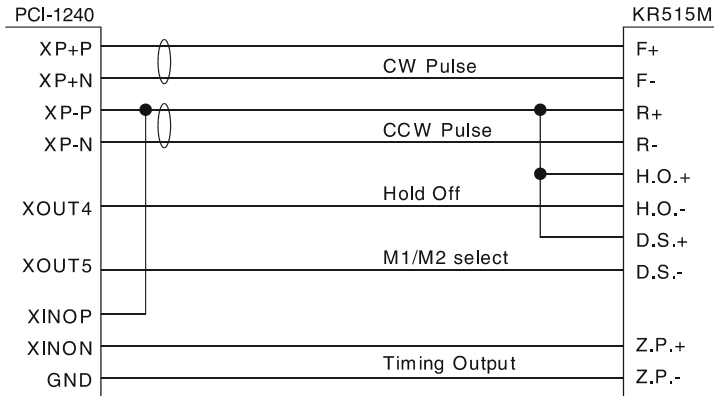 PCI-1240 KR515M
XP+P F+
CW Pulse
XP+N F-
XP-P R+
CCW Pulse
XP-N R-
H.O.+
Hold Off
XOUT4 H.O.-
D.S.+
M1/M2 select
XOUT5 D.S.-
XINOP
XINON Z.P.+
Timing Output
GND Z.P.-